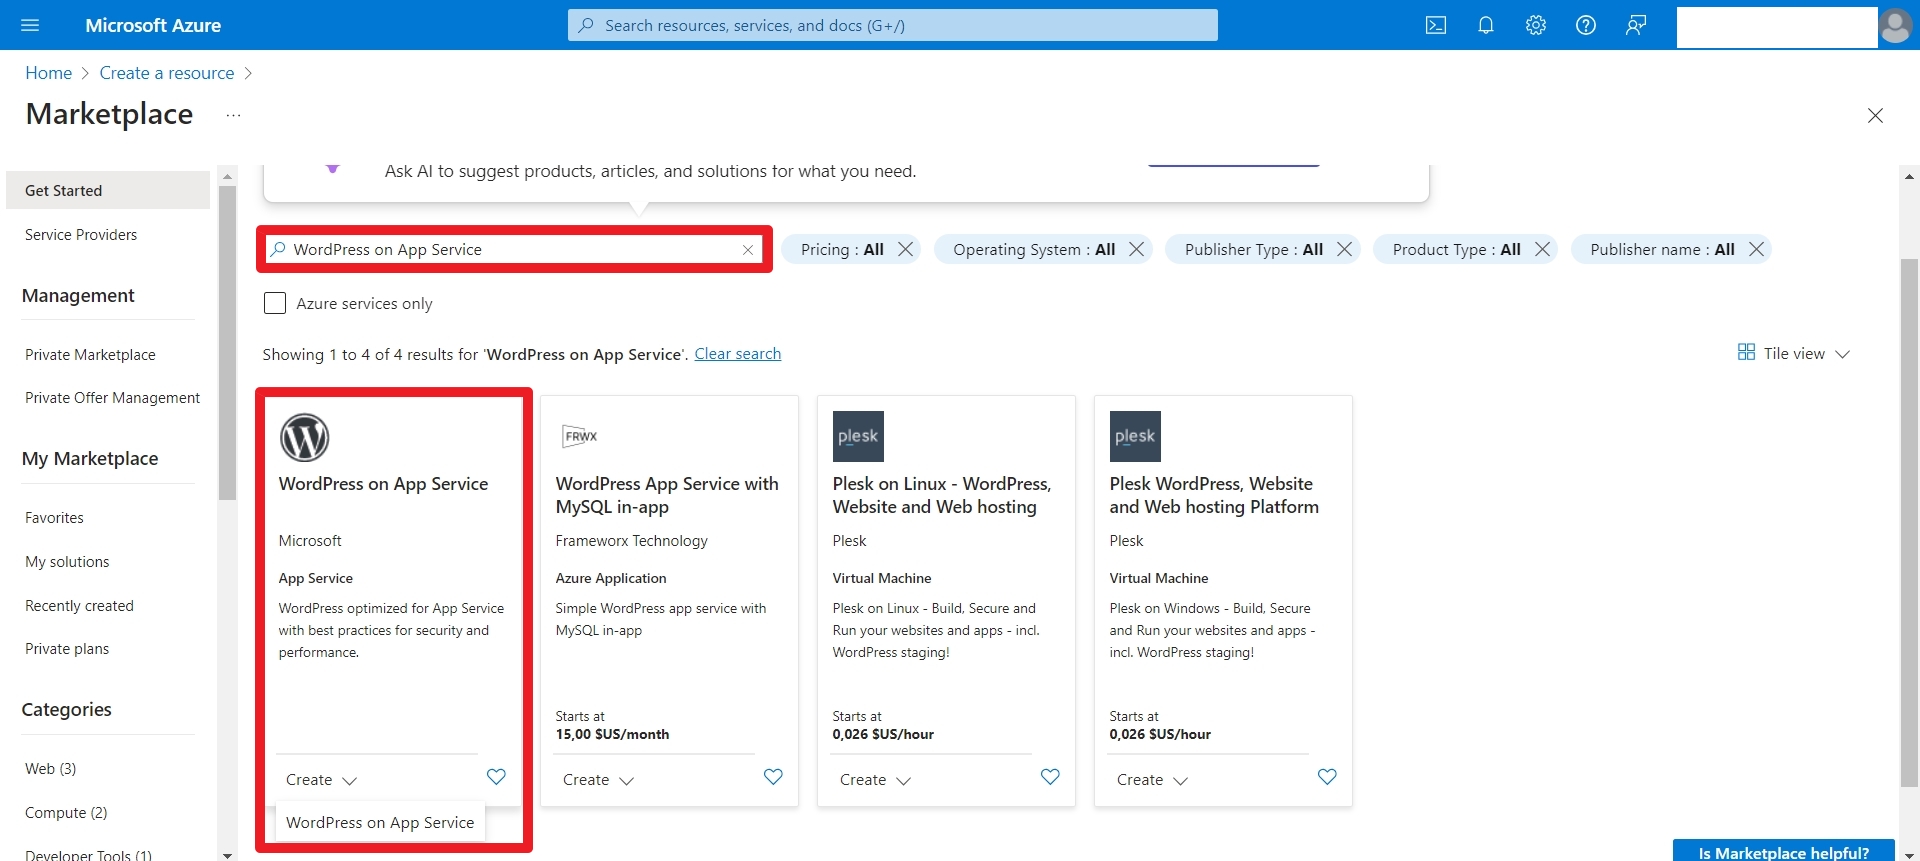 Microsoft Azure
Search resources, services, and docs (G+/)
Home
Create a resource
Marketplace
...
Get Started
Service Providers
Management
Private Marketplace
Private Offer Management
My Marketplace
Favorites
My solutions
Recently created
Private plans
Categories
Web (3)
Compute (2)
Developer Tools (1)
Ask AI to suggest products, articles, and solutions for what you need.
WordPress on App Service
Pricing : All
Operating System : All
Publisher Type : All
Product Type : All
Publisher name : All
Azure services only
Showing 1 to 4 of 4 results for 'WordPress on App Service'. Clear search
Tile view
WordPress on App Service
Microsoft
App Service
WordPress optimized for App Service
with best practices for security and
performance.
Create
WordPress on App Service
FRWX
WordPress App Service with
MySQL in-app
Frameworx Technology
Azure Application
Simple WordPress app service with
MySQL in-app
Starts at
15,00 $US/month
Create
plesk
Plesk on Linux - WordPress,
Website and Web hosting
Plesk
Virtual Machine
Plesk on Linux - Build, Secure and
Run your websites and apps - incl.
WordPress staging!
Starts at
0,026 $US/hour
Create
plesk
Plesk WordPress, Website
and Web hosting Platform
Plesk
Virtual Machine
Plesk on Windows - Build, Secure
and Run your websites and apps -
incl. WordPress staging!
Starts at
0,026 $US/hour
Create
Is Marketplace helpful?